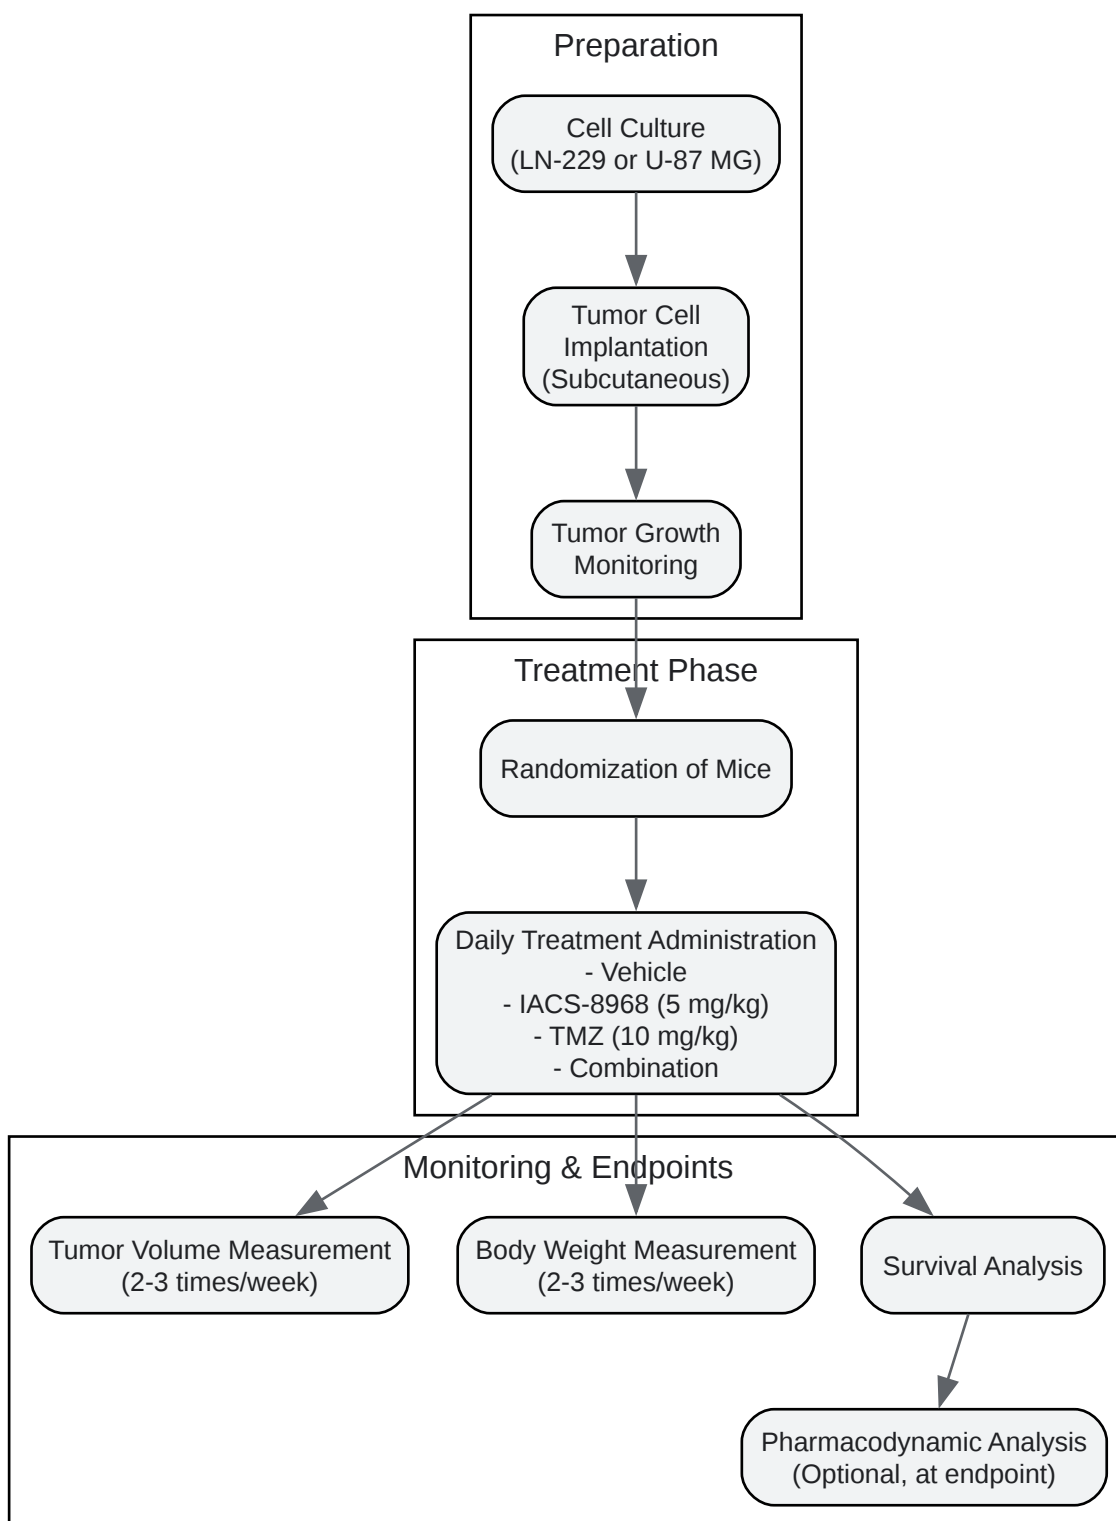 Preparation
Cell Culture
(LN-229 or U-87 MG)
Tumor Cell
Implantation
(Subcutaneous)
Tumor Growth
Monitoring
Treatment Phase
Randomization of Mice
Daily Treatment Administration
- Vehicle
- IACS-8968 (5 mg/kg)
- TMZ (10 mg/kg)
- Combination
Monitoring & Endpoints
Tumor Volume Measurement
(2-3 times/week)
Body Weight Measurement
(2-3 times/week)
Survival Analysis
Pharmacodynamic Analysis
(Optional, at endpoint)